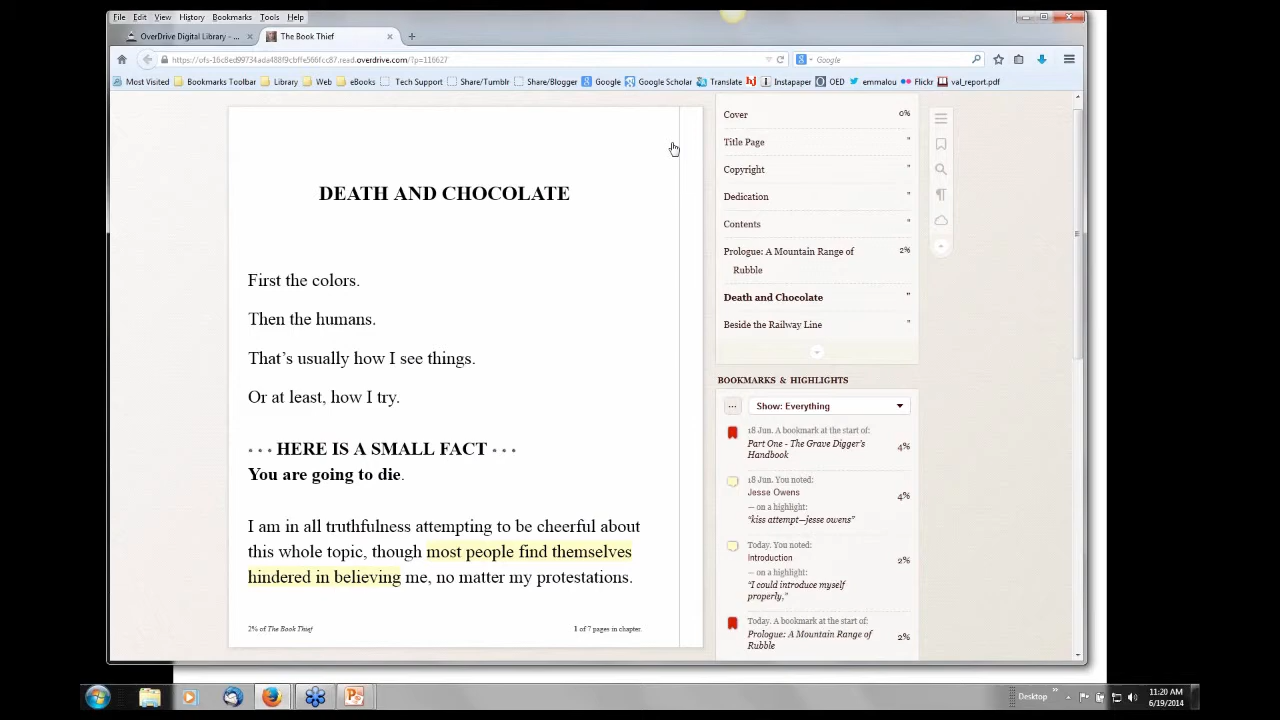 File Edit View History Bookmarks Tools Help
OverDrive Digital Library - ... × The Book Thief × +
https://ofs-16c8ed99734ada488f9cbffe566fcc87.read.overdrive.com/?p=116627 Google
Most Visited Bookmarks Toolbar Library Web eBooks Tech Support Share/Tumblr Share/Blogger Google Google Scholar Translate Instapaper OED emmalou Flickr val_report.pdf
DEATH AND CHOCOLATE
First the colors.
Then the humans.
That’s usually how I see things.
Or at least, how I try.
• • • HERE IS A SMALL FACT • • •
You are going to die.
I am in all truthfulness attempting to be cheerful about
this whole topic, though most people find themselves
hindered in believing me, no matter my protestations.
2% of The Book Thief 1 of 7 pages in chapter.
Cover 0%
Title Page "
Copyright "
Dedication "
Contents "
Prologue: A Mountain Range of 2%
Rubble
Death and Chocolate "
Beside the Railway Line "
BOOKMARKS & HIGHLIGHTS
... Show: Everything
18 Jun. A bookmark at the start of:
Part One - The Grave Digger’s 4%
Handbook
18 Jun. You noted:
Jesse Owens 4%
— on a highlight:
“kiss attempt—jesse owens”
Today. You noted:
Introduction 2%
— on a highlight:
“I could introduce myself
properly,”
Today. A bookmark at the start of:
Prologue: A Mountain Range of 2%
Rubble
Desktop » 11:20 AM
6/19/2014